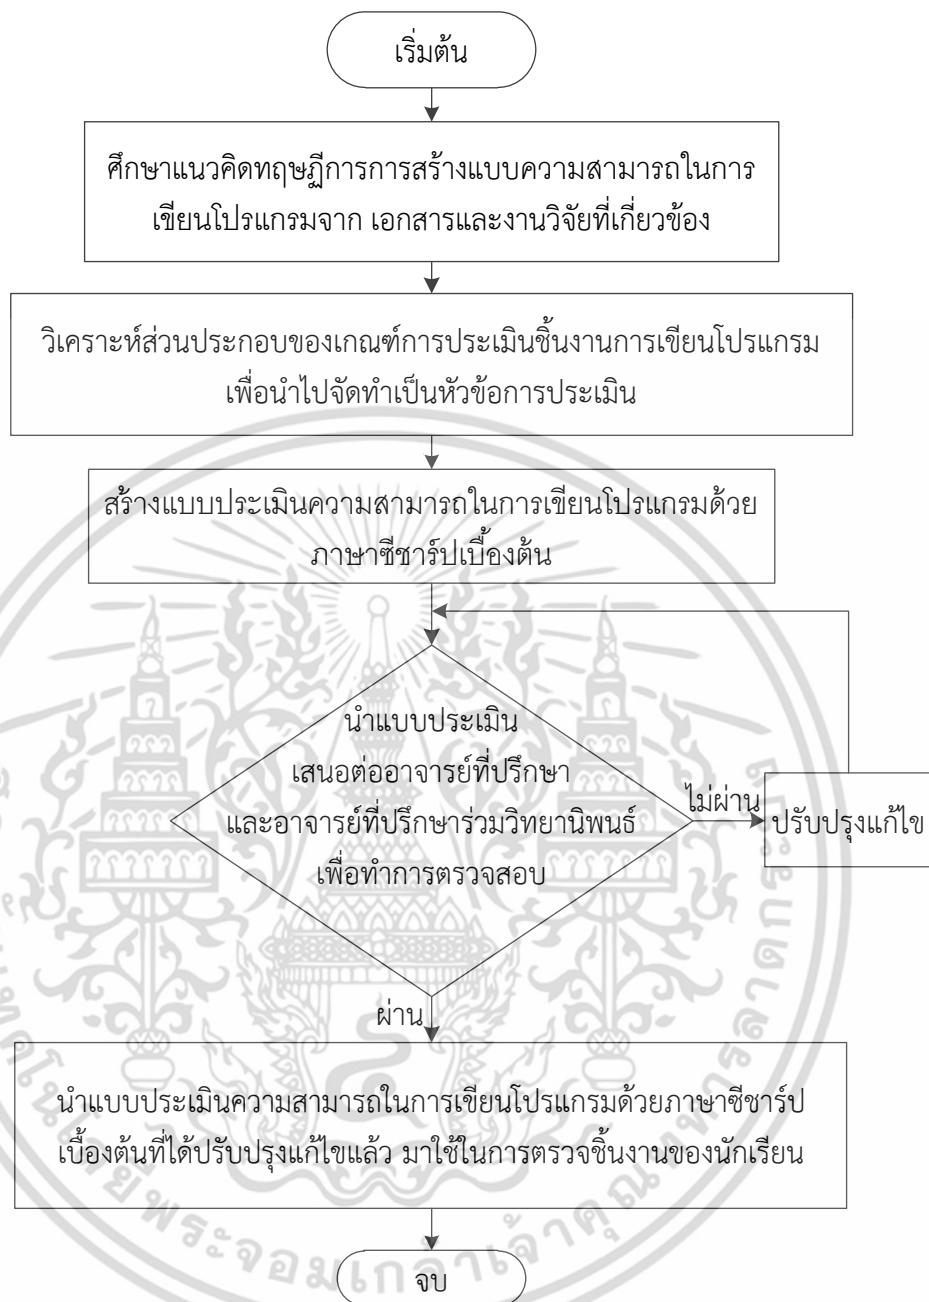 เริ่มต้น
ศึกษาแนวคิดทฤษฎีการการสร้างแบบความสามารถในการ
เขียนโปรแกรมจาก เอกสารและงานวิจัยที่เกี่ยวข้อง
วิเคราะห์ส่วนประกอบของเกณฑ์การประเมินชิ้นงานการเขียนโปรแกรม
เพื่อนำไปจัดทำเป็นหัวข้อการประเมิน
สร้างแบบประเมินความสามารถในการเขียนโปรแกรมด้วย
ภาษาซีชาร์ปเบื้องต้น
นำแบบประเมิน
เสนอต่ออาจารย์ที่ปรึกษา
และอาจารย์ที่ปรึกษาร่วมวิทยานิพนธ์
เพื่อทำการตรวจสอบ
ไม่ผ่าน
ปรับปรุงแก้ไข
ผ่าน
นำแบบประเมินความสามารถในการเขียนโปรแกรมด้วยภาษาซีชาร์ป
เบื้องต้นที่ได้ปรับปรุงแก้ไขแล้ว มาใช้ในการตรวจชิ้นงานของนักเรียน
จบ